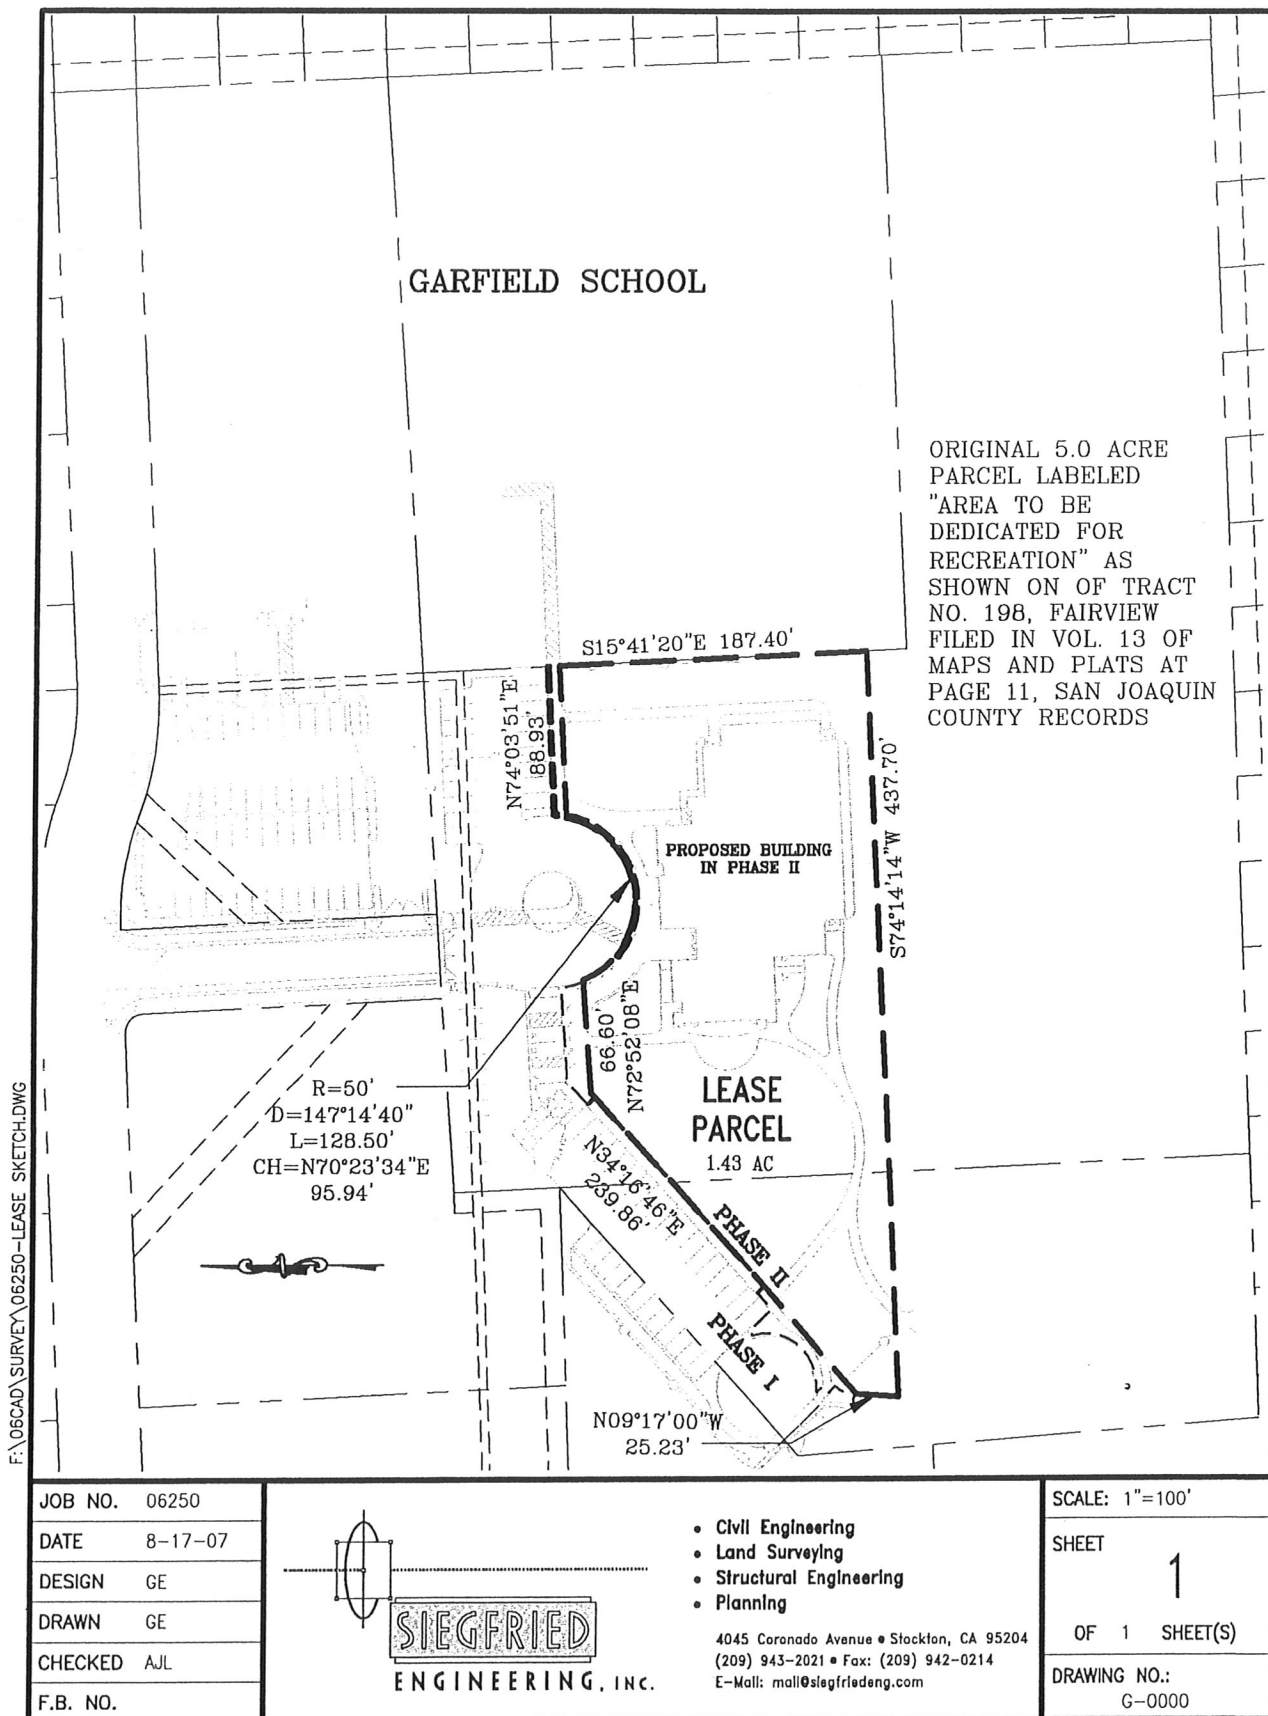 GARFIELD SCHOOL
ORIGINAL 5.0 ACRE
PARCEL LABELED
"AREA TO BE
DEDICATED FOR
RECREATION" AS
SHOWN ON OF TRACT
NO. 198, FAIRVIEW
FILED IN VOL. 13 OF
MAPS AND PLATS AT
PAGE 11, SAN JOAQUIN
COUNTY RECORDS
S15°41'20"E 187.40'
N74°03'51"E
88.93'
S74°14'14"W 437.70'
PROPOSED BUILDING
IN PHASE II
66.60'
N72°52'08"E
LEASE
PARCEL
1.43 AC
R=50'
D=147°14'40"
L=128.50'
CH=N70°23'34"E
95.94'
N34°16'46"E
239.86'
PHASE II
PHASE I
N09°17'00"W
25.23'
F:\06CAD\SURVEY\06250-LEASE SKETCH.DWG
JOB NO. 06250
DATE 8-17-07
DESIGN GE
DRAWN GE
CHECKED AJL
F.B. NO.
SIEGFRIED
ENGINEERING, INC.
• Civil Engineering
• Land Surveying
• Structural Engineering
• Planning
4045 Coronado Avenue • Stockton, CA 95204
(209) 943-2021 • Fax: (209) 942-0214
E-Mail: mail@siegfriedeng.com
SCALE: 1"=100'
SHEET
1
OF 1 SHEET(S)
DRAWING NO.:
G-0000